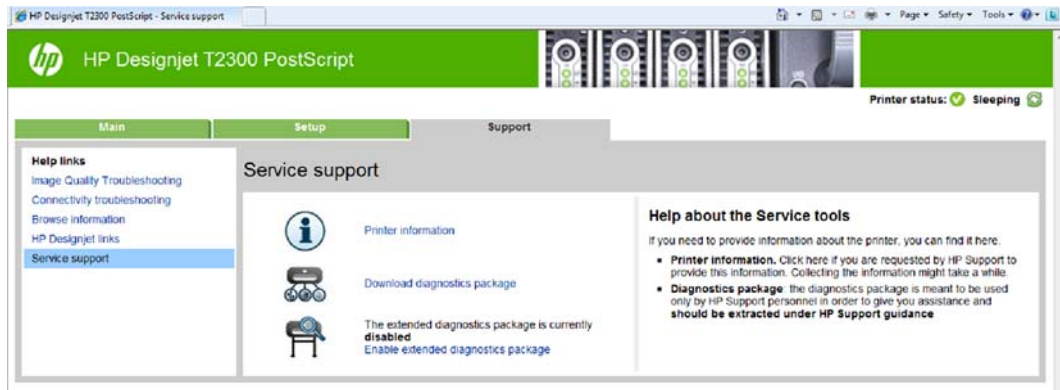 HP Designjet T2300 PostScript - Service support
Page Safety Tools
hp HP Designjet T2300 PostScript
Printer status: Sleeping
Main Setup Support
Help links
Image Quality Troubleshooting
Connectivity troubleshooting
Browse information
HP Designjet links
Service support
Service support
Printer information
Download diagnostics package
The extended diagnostics package is currently
disabled
Enable extended diagnostics package
Help about the Service tools
If you need to provide information about the printer, you can find it here.
Printer information. Click here if you are requested by HP Support to
provide this information. Collecting the information might take a while.
Diagnostics package: the diagnostics package is meant to be used
only by HP Support personnel in order to give you assistance and
should be extracted under HP Support guidance